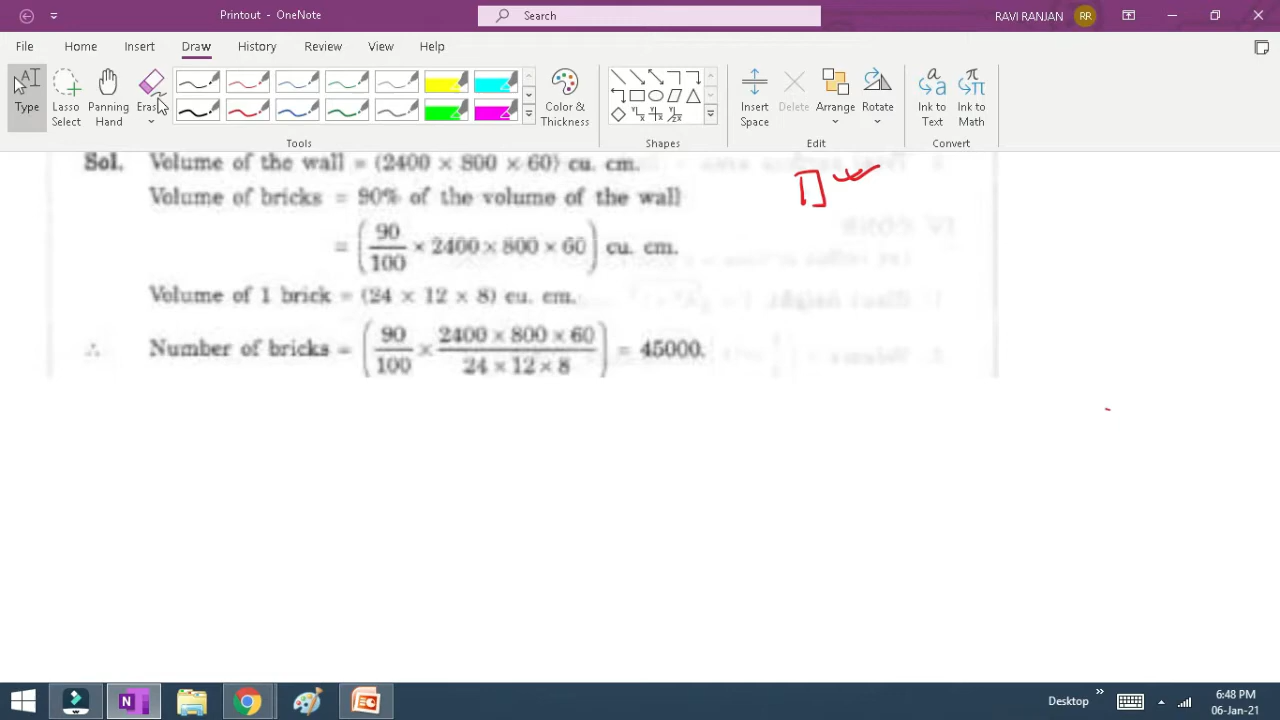 Printout - OneNote
Search
RAVI RANJAN
RR
File Home Insert Draw History Review View Help
Type
Lasso Select
Panning Hand
Eraser
Color & Thickness
Insert Space
Delete
Arrange
Rotate
Ink to Text
Ink to Math
Tools
Shapes
Edit
Convert
Sol. Volume of the wall = (2400 × 800 × 60) cu. cm.
Volume of bricks = 90% of the volume of the wall
= (90/100 × 2400 × 800 × 60) cu. cm.
Volume of 1 brick = (24 × 12 × 8) cu. cm.
∴ Number of bricks = (90/100 × 2400 × 800 × 60 / 24 × 12 × 8) = 45000.
Desktop
6:48 PM
06-Jan-21